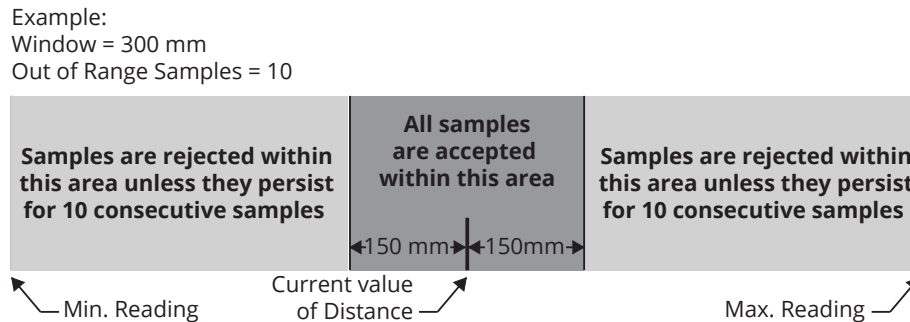 Example:
Window = 300 mm
Out of Range Samples = 10
Samples are rejected within
this area unless they persist
for 10 consecutive samples
All samples
are accepted
within this area
Samples are rejected within
this area unless they persist
for 10 consecutive samples
150 mm
150mm
Min. Reading
Current value
of Distance
Max. Reading